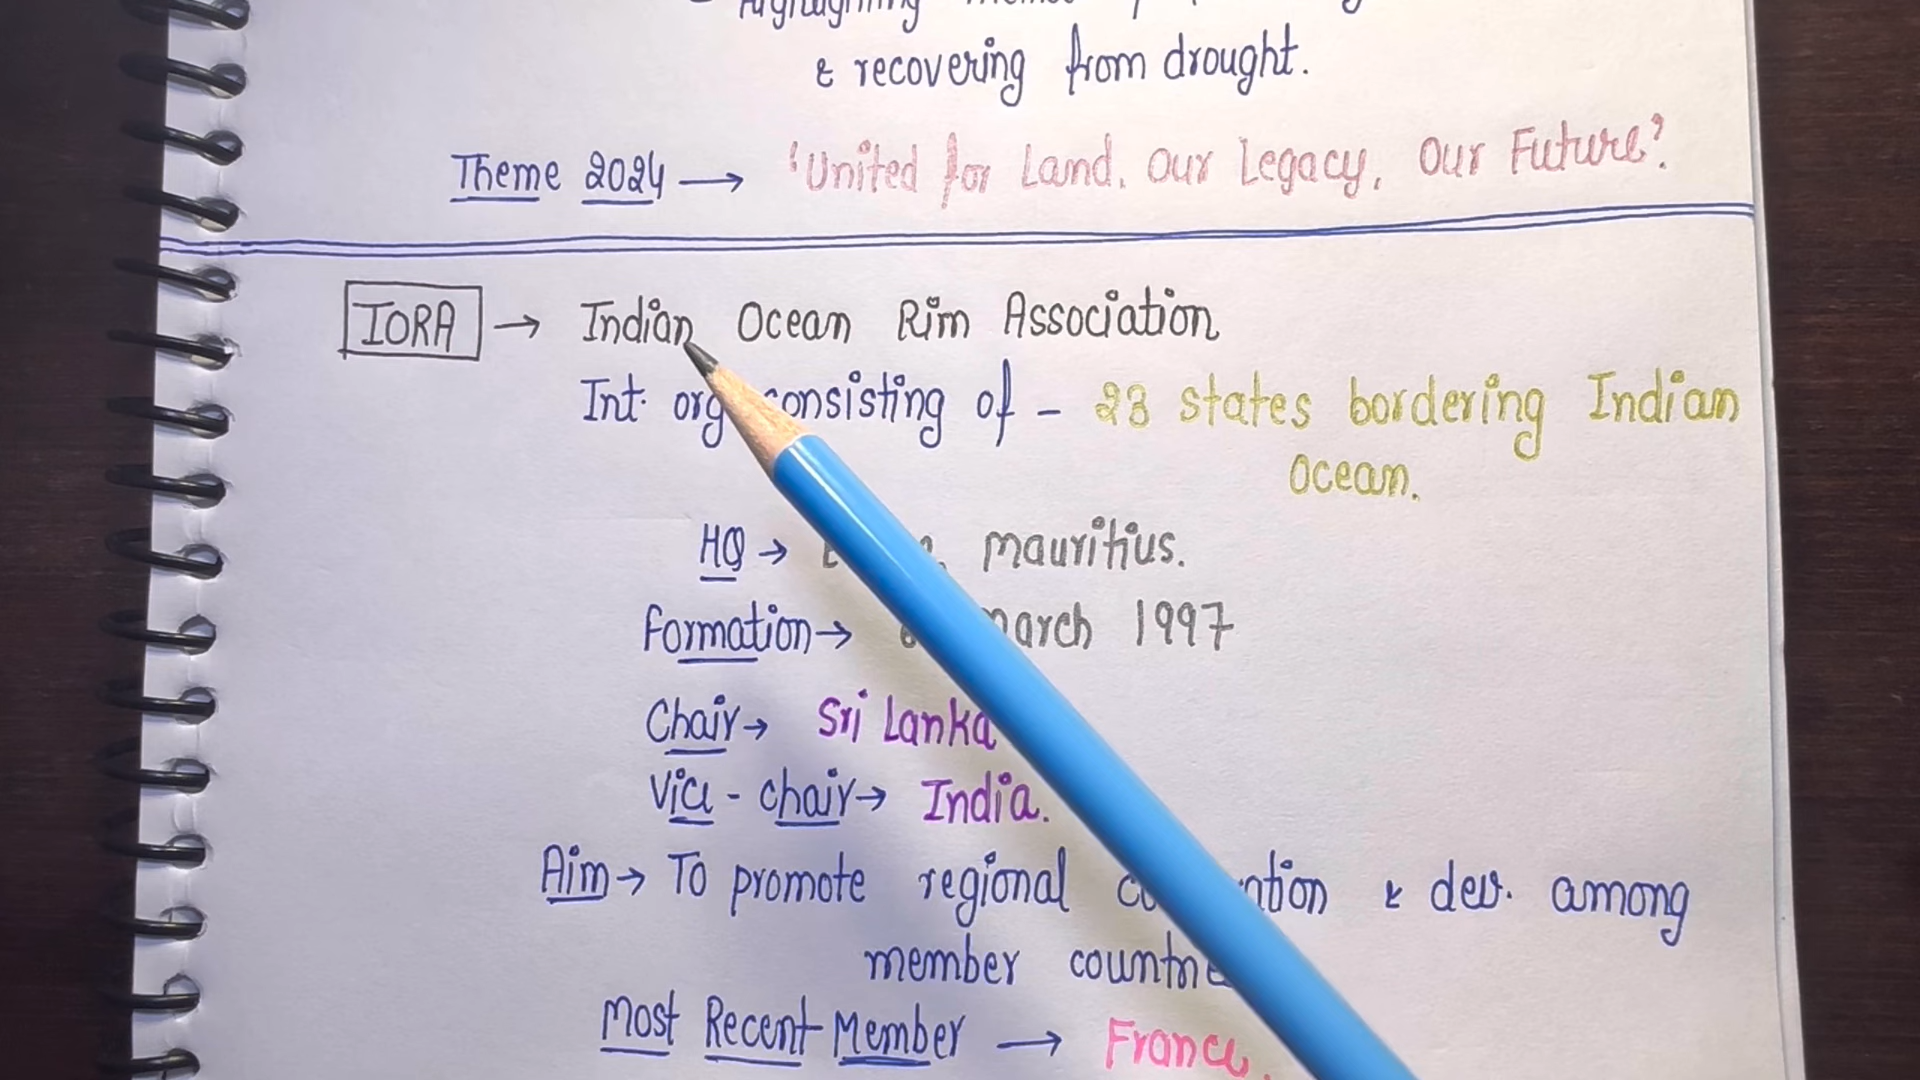 & recovering from drought.
Theme 2024 → 'United for Land. Our Legacy, Our Future'.
IORA → Indian Ocean Rim Association
Int. org consisting of - 23 states bordering Indian
Ocean.
HQ → mauritius.
Formation → march 1997
Chair → Sri Lanka
Vice - chair → India.
Aim → To promote regional & dev. among
member
most Recent Member → France.